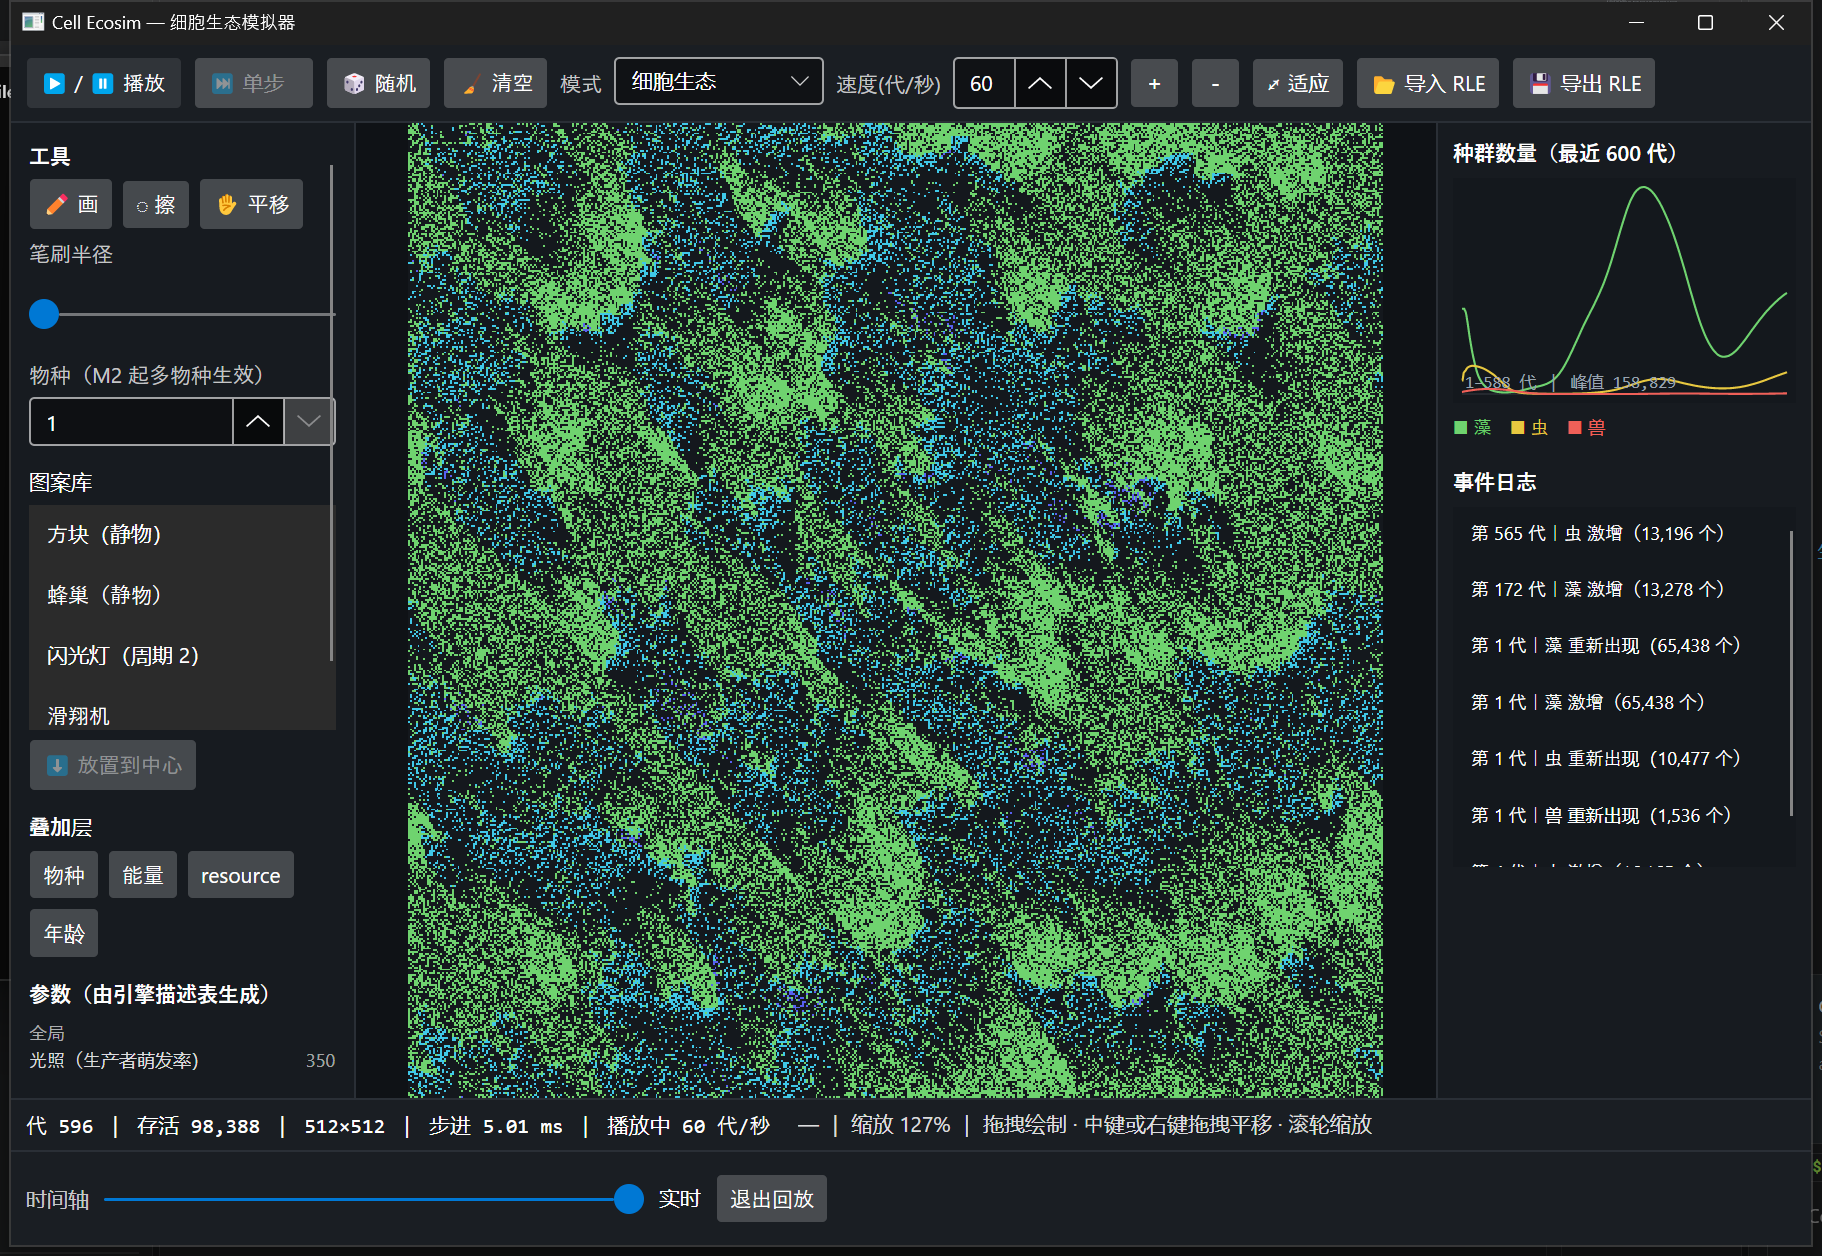 Cell Ecosim — 细胞生态模拟器
/ 播放 单步 随机 清空 模式 细胞生态 速度(代/秒) 60 + - 适应 导入 RLE 导出 RLE
工具
画 擦 平移
笔刷半径
物种（M2 起多物种生效）
1
图案库
方块（静物）
蜂巢（静物）
闪光灯（周期 2）
滑翔机
放置到中心
叠加层
物种 能量 resource
年龄
参数（由引擎描述表生成）
全局
光照（生产者萌发率） 350
种群数量（最近 600 代）
1–588 代 | 峰值 158,829
藻 虫 兽
事件日志
第 565 代 | 虫 激增（13,196 个）
第 172 代 | 藻 激增（13,278 个）
第 1 代 | 藻 重新出现（65,438 个）
第 1 代 | 藻 激增（65,438 个）
第 1 代 | 虫 重新出现（10,477 个）
第 1 代 | 兽 重新出现（1,536 个）
代 596 | 存活 98,388 | 512×512 | 步进 5.01 ms | 播放中 60 代/秒 — | 缩放 127% | 拖拽绘制 · 中键或右键拖拽平移 · 滚轮缩放
时间轴 实时 退出回放